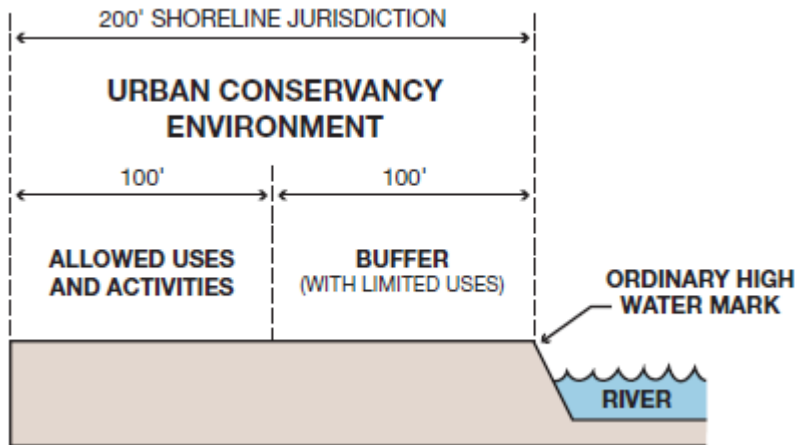 200' SHORELINE JURISDICTION
URBAN CONSERVANCY
ENVIRONMENT
100'
100'
ALLOWED USES
AND ACTIVITIES
BUFFER
(WITH LIMITED USES)
ORDINARY HIGH
WATER MARK
RIVER